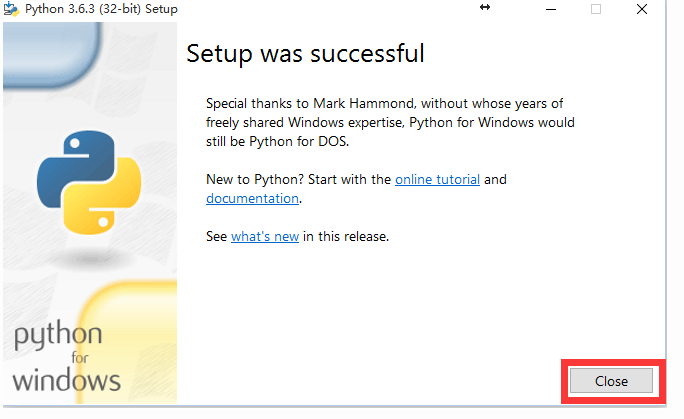 Python 3.6.3 (32-bit) Setup
Setup was successful
Special thanks to Mark Hammond, without whose years of
freely shared Windows expertise, Python for Windows would
still be Python for DOS.
New to Python? Start with the online tutorial and
documentation.
See what's new in this release.
python
for
windows
Close